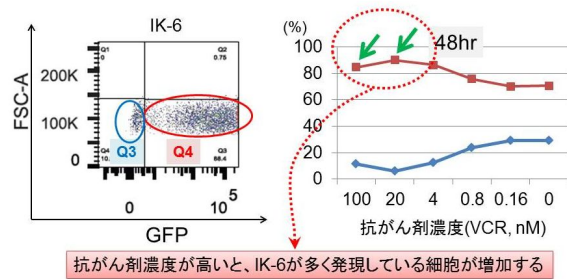 IK-6
Q1
0
Q2
0.75
200K
100K
0
FSC-A
Q4
10.
Q3
88.4
Q3
Q4
0
10^5
GFP
(%)
48hr
100
80
60
40
20
0
100 20 4 0.8 0.16 0
抗がん剤濃度(VCR, nM)
抗がん剤濃度が高いと、IK-6が多く発現している細胞が増加する